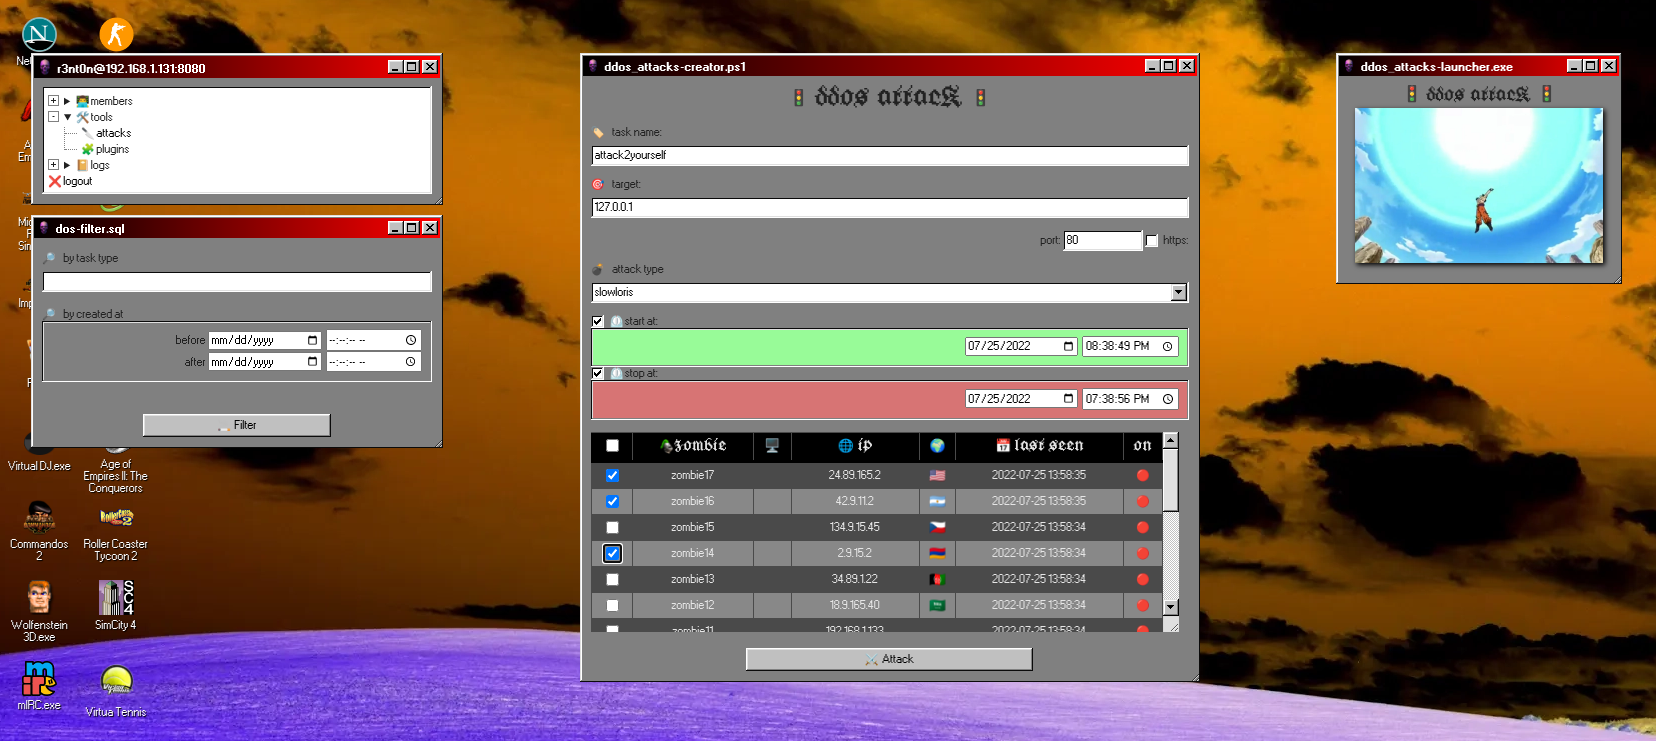 r3nt0n@192.168.1.131:8080
members
tools
attacks
plugins
logs
logout
dos-filter.sql
by task type
by created at
before mm/dd/yyyy --:--:-- --
after mm/dd/yyyy --:--:-- --
Filter
Virtual DJ.exe
Age of
Empires II: The
Conquerors
Commandos
2
Roller Coaster
Tycoon 2
Wolfenstein
3D.exe
SC4
SimCity 4
mIRC.exe
Virtua Tennis
ddos_attacks-creator.ps1
ddos attack
task name:
attack2yourself
target:
127.0.0.1
port: 80 https:
attack type
slowloris
start at:
07/25/2022 08:38:49 PM
stop at:
07/25/2022 07:38:56 PM
zombie ip last seen on
zombie17 24.89.165.2 2022-07-25 13:58:35
zombie16 42.9.11.2 2022-07-25 13:58:35
zombie15 134.9.15.45 2022-07-25 13:58:34
zombie14 2.9.15.2 2022-07-25 13:58:34
zombie13 34.89.1.22 2022-07-25 13:58:34
zombie12 18.9.165.40 2022-07-25 13:58:34
zombie11 192.168.1.133 2022-07-25 13:58:34
Attack
ddos_attacks-launcher.exe
ddos attack